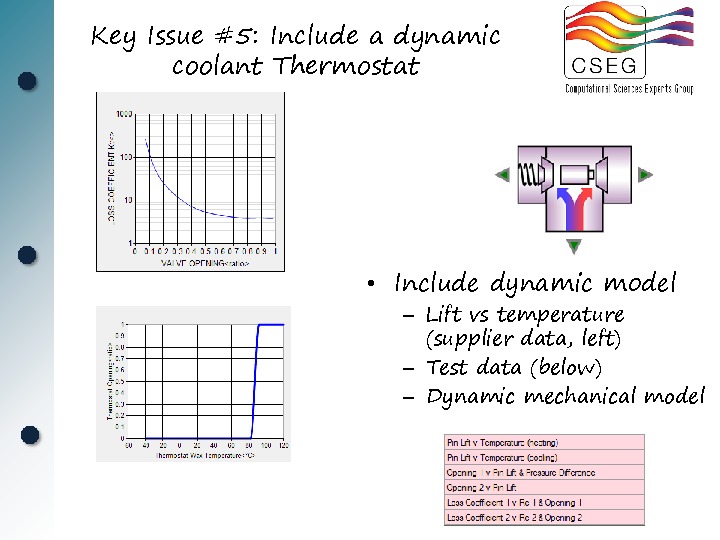 Key Issue #5: Include a dynamic
coolant Thermostat
CSEG
Computational Sciences Experts Group
LOSS COEFFICIENT K<rc>
1000
100
10
1
0 0.1 0.2 0.3 0.4 0.5 0.6 0.7 0.8 0.9 1
VALVE OPENING<ratio>
• Include dynamic model
– Lift vs temperature
(supplier data, left)
– Test data (below)
– Dynamic mechanical model
Thermostat Opening<ratio>
1
0.9
0.8
0.7
0.6
0.5
0.4
0.3
0.2
0.1
0
60 40 20 0 20 40 60 80 100 120
Thermostat Wax Temperature<°C>
Pin Lift v Temperature (heating)
Pin Lift v Temperature (cooling)
Opening 1 v Pin Lift & Pressure Difference
Opening 2 v Pin Lift
Loss Coefficient 1 v Re 1 & Opening 1
Loss Coefficient 2 v Re 2 & Opening 2